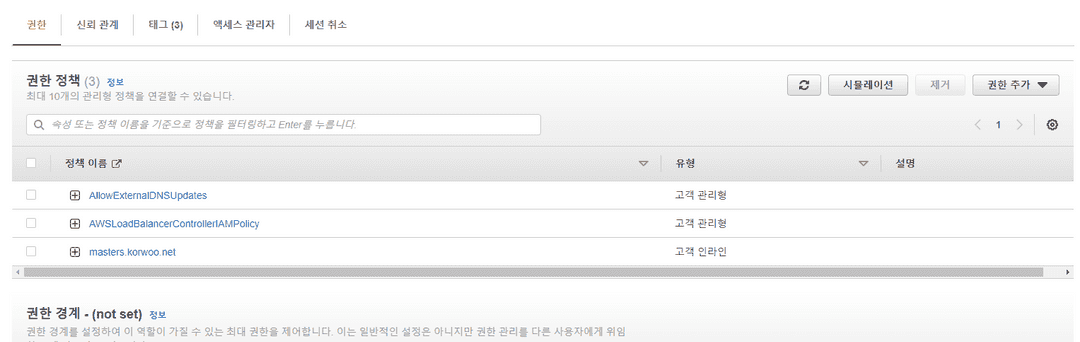 권한 신뢰 관계 태그 (3) 액세스 관리자 세션 취소
권한 정책 (3) 정보
최대 10개의 관리형 정책을 연결할 수 있습니다.
시뮬레이션 제거 권한 추가
속성 또는 정책 이름을 기준으로 정책을 필터링하고 Enter를 누릅니다.
1
정책 이름 유형 설명
AllowExternalDNSUpdates 고객 관리형
AWSLoadBalancerControllerIAMPolicy 고객 관리형
masters.korwoo.net 고객 인라인
권한 경계 - (not set) 정보
권한 경계를 설정하여 이 역할이 가질 수 있는 최대 권한을 제어합니다. 이는 일반적인 설정은 아니지만 권한 관리를 다른 사용자에게 위임